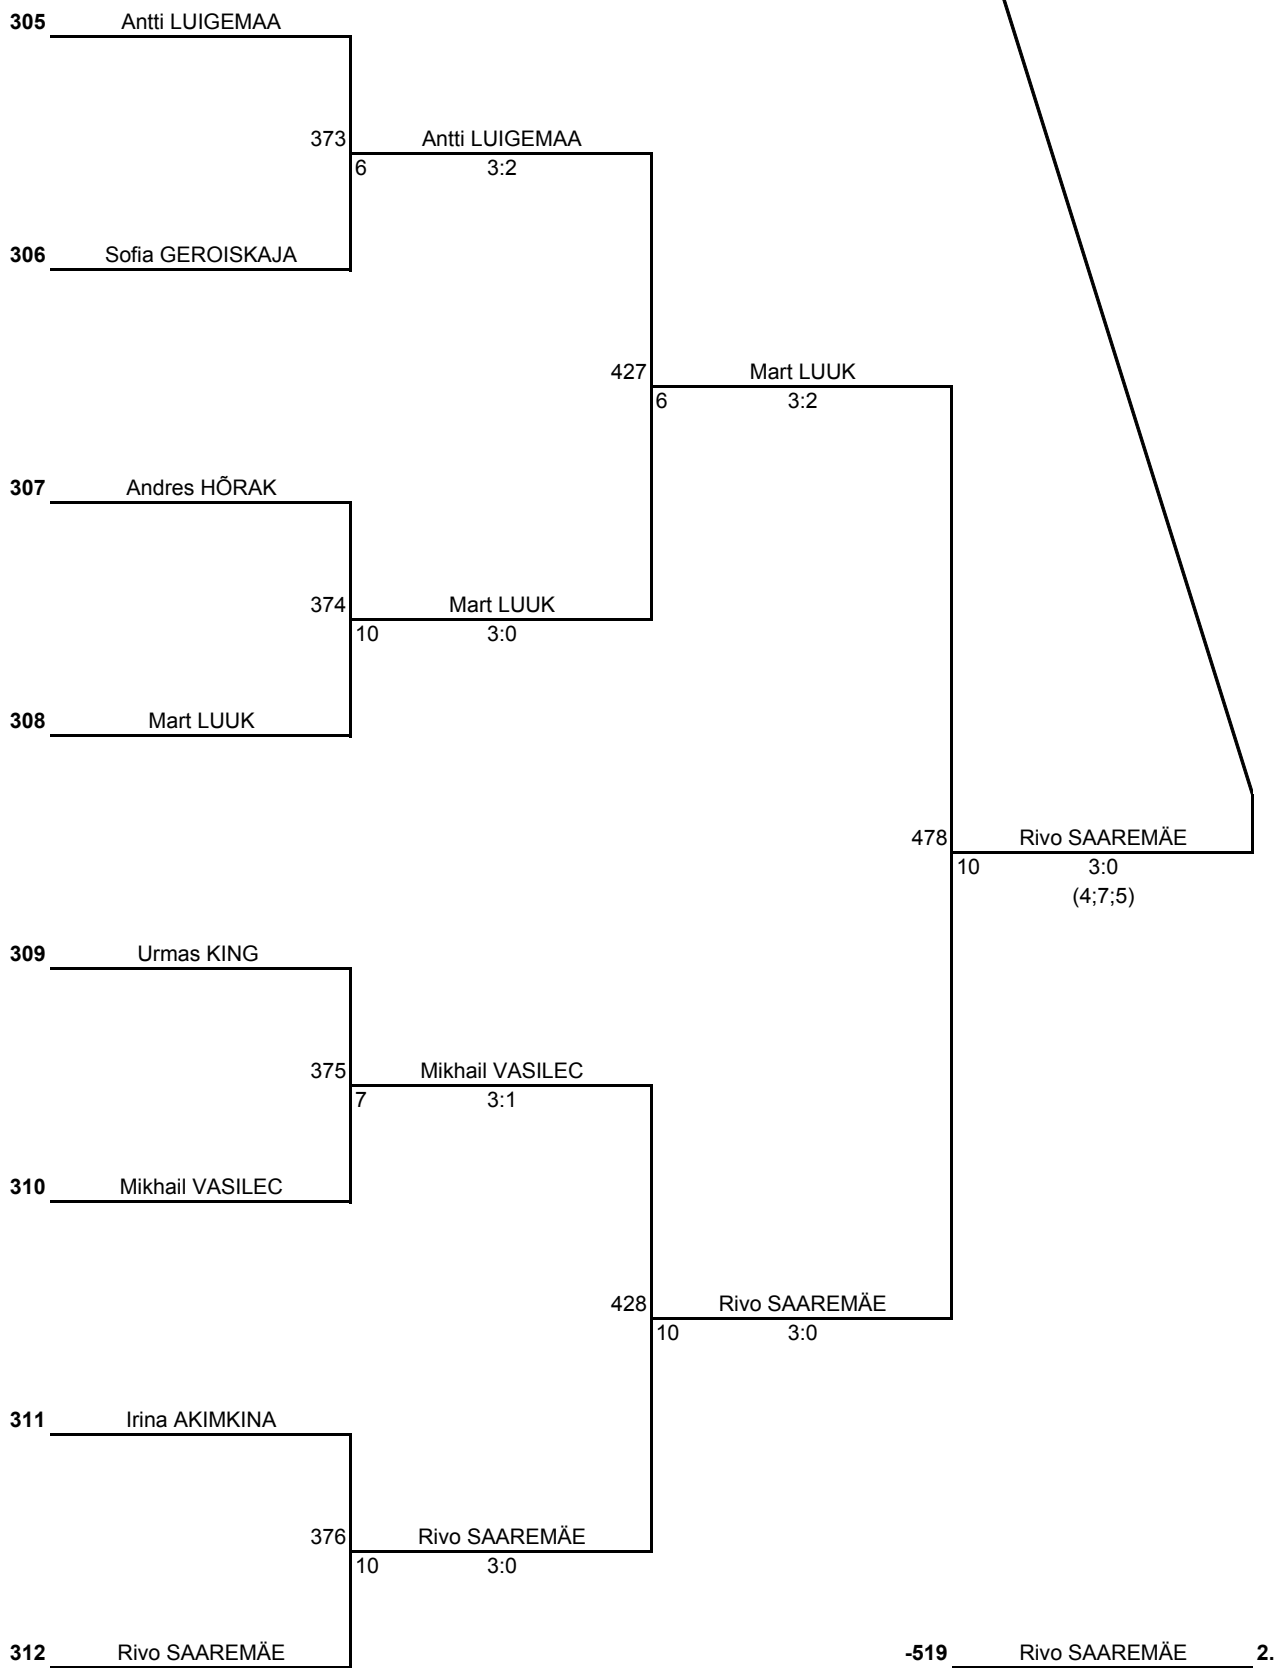 305 Antti LUIGEMAA
373 Antti LUIGEMAA
6 3:2
306 Sofia GEROISKAJA
427 Mart LUUK
6 3:2
307 Andres HÕRAK
374 Mart LUUK
10 3:0
308 Mart LUUK
478 Rivo SAAREMÄE
10 3:0
(4;7;5)
309 Urmas KING
375 Mikhail VASILEC
7 3:1
310 Mikhail VASILEC
428 Rivo SAAREMÄE
10 3:0
311 Irina AKIMKINA
376 Rivo SAAREMÄE
10 3:0
312 Rivo SAAREMÄE
-519 Rivo SAAREMÄE 2.